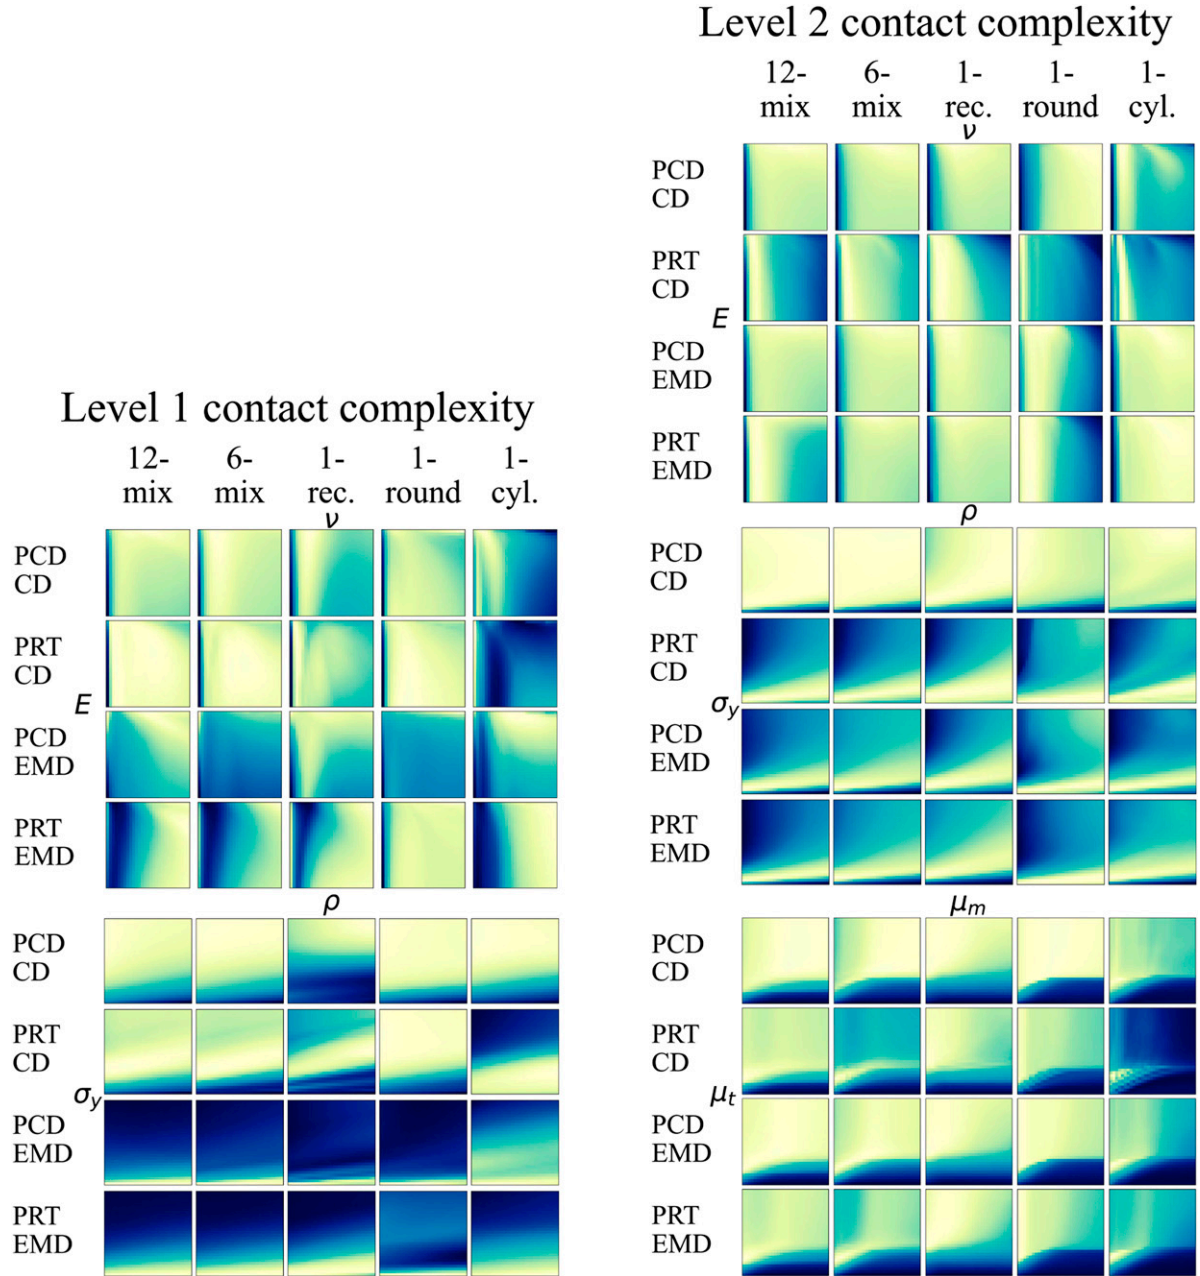 Level 2 contact complexity
12- 6- 1- 1- 1-
mix mix rec. round cyl.
ν
PCD
CD
PRT
CD
E
PCD
EMD
PRT
EMD
ρ
PCD
CD
PRT
CD
σy
PCD
EMD
PRT
EMD
μm
PCD
CD
PRT
CD
μt
PCD
EMD
PRT
EMD
Level 1 contact complexity
12- 6- 1- 1- 1-
mix mix rec. round cyl.
ν
PCD
CD
PRT
CD
E
PCD
EMD
PRT
EMD
ρ
PCD
CD
PRT
CD
σy
PCD
EMD
PRT
EMD